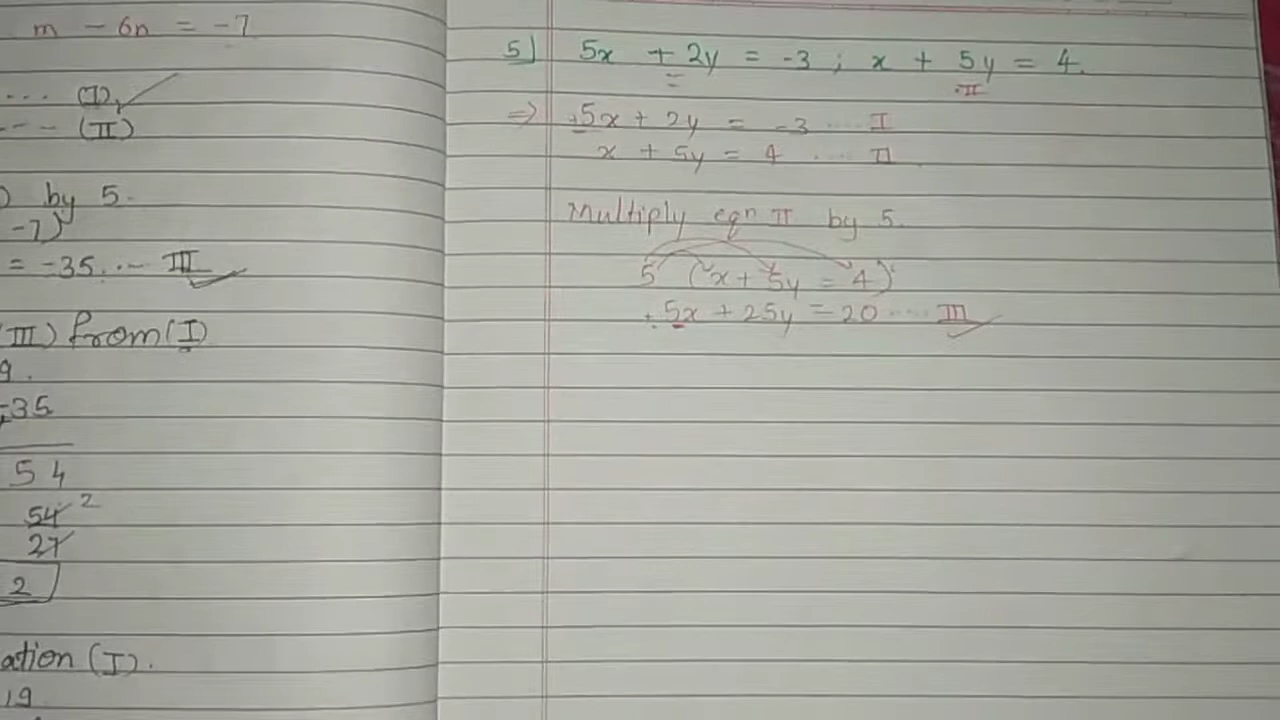 m - 6n = -7
... (I)
--- (II)
) by 5.
-7)
= -35 ... III
(III) from (I)
9.
-35
54
54 2
27
2
ation (I).
19
5] 5x + 2y = -3 ; x + 5y = 4.
II
⇒ 5x + 2y = -3 ... I
x + 5y = 4 ... II
Multiply eqn II by 5.
5 (x + 5y = 4)
+5x + 25y = 20 ... III